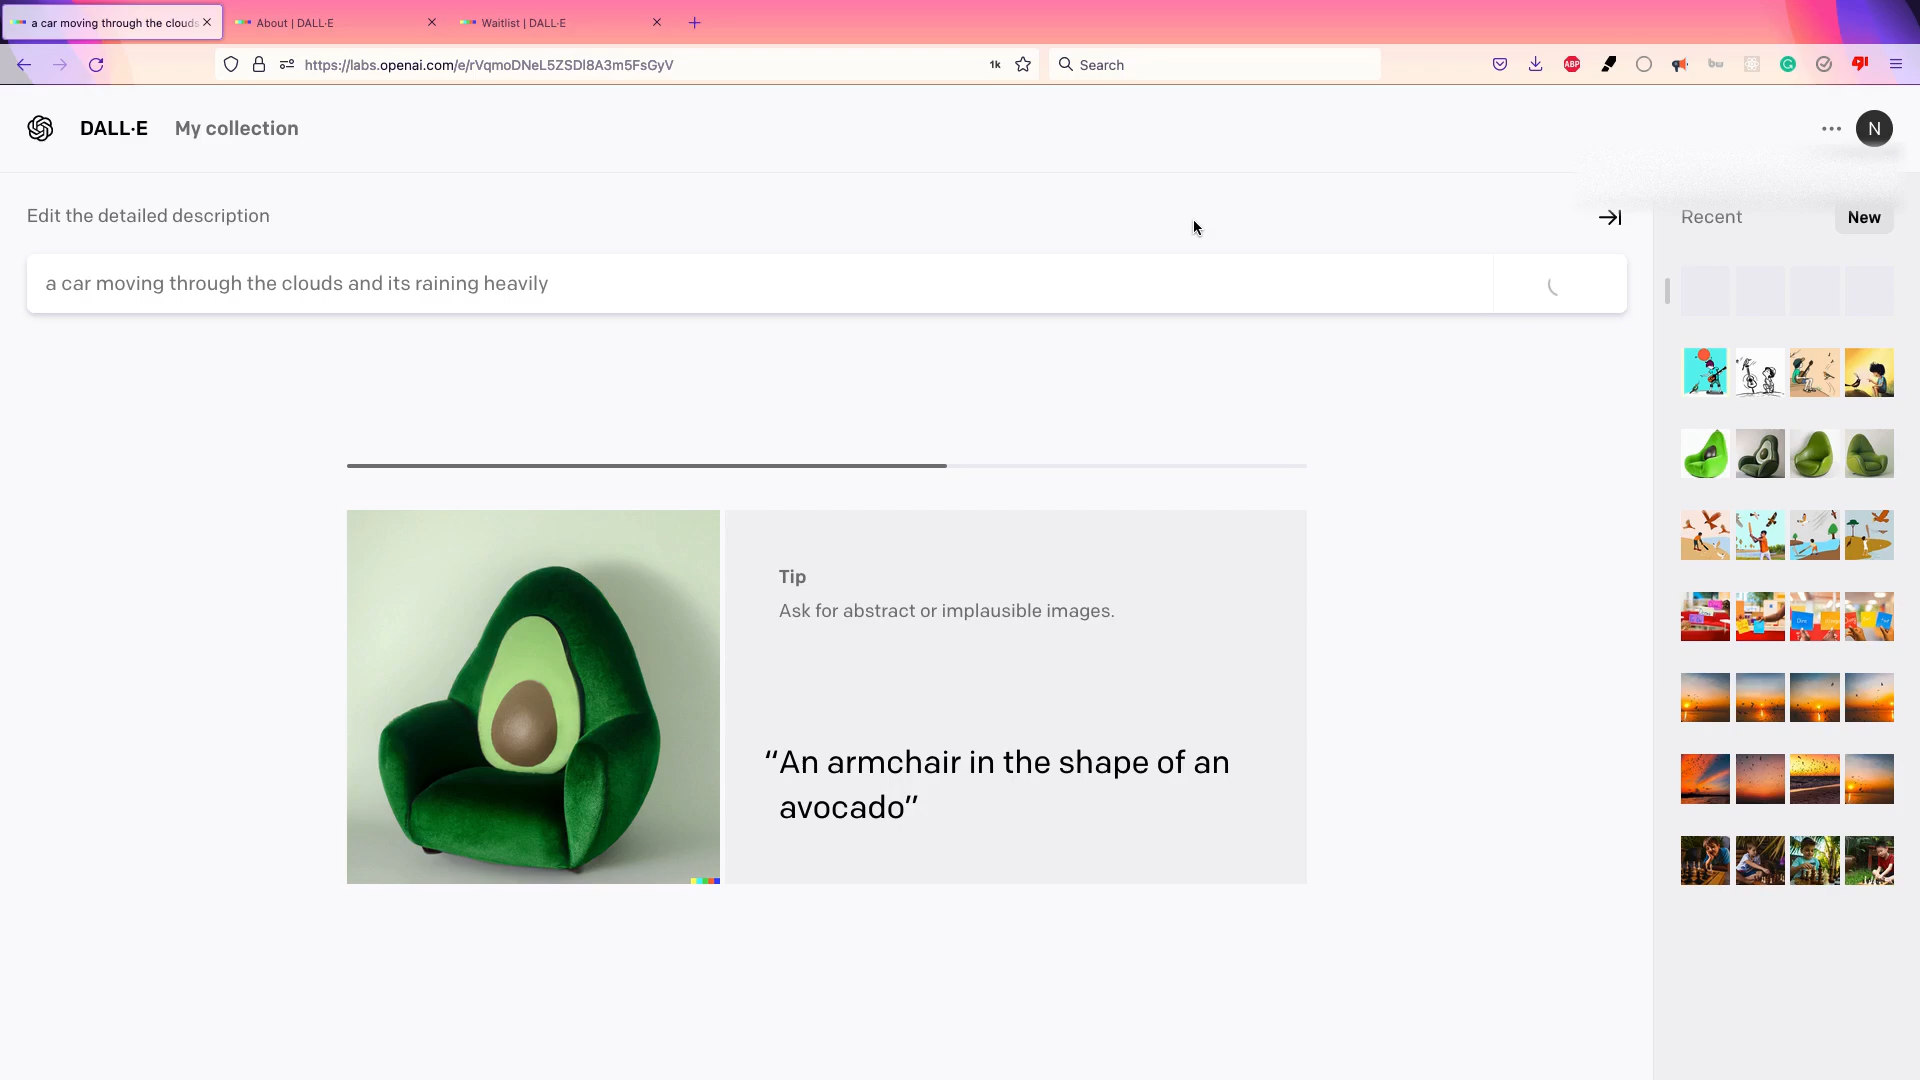 a car moving through the clouds
About | DALL·E
Waitlist | DALL·E
https://labs.openai.com/e/rVqmoDNeL5ZSDl8A3m5FsGyV
1k
Search
ABP
DALL·E
My collection
N
Edit the detailed description
Recent
New
a car moving through the clouds and its raining heavily
Tip
Ask for abstract or implausible images.
“An armchair in the shape of an
avocado”